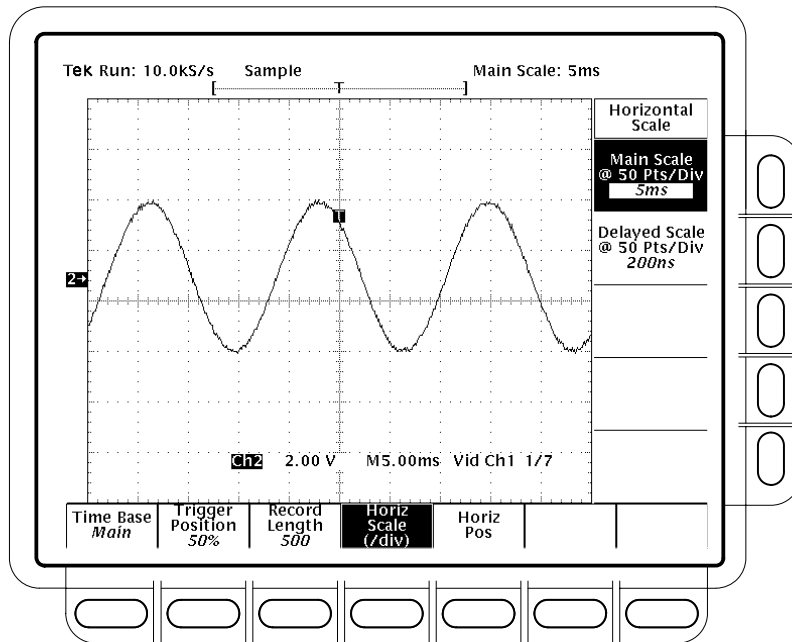 Tek Run: 10.0kS/s Sample Main Scale: 5ms
[ T ]
Horizontal
Scale
Main Scale
@ 50 Pts/Div
5ms
Delayed Scale
@ 50 Pts/Div
200ns
T
2→
Ch2 2.00 V M5.00ms Vid Ch1 1/7
Time Base
Main
Trigger
Position
50%
Record
Length
500
Horiz
Scale
(/div)
Horiz
Pos